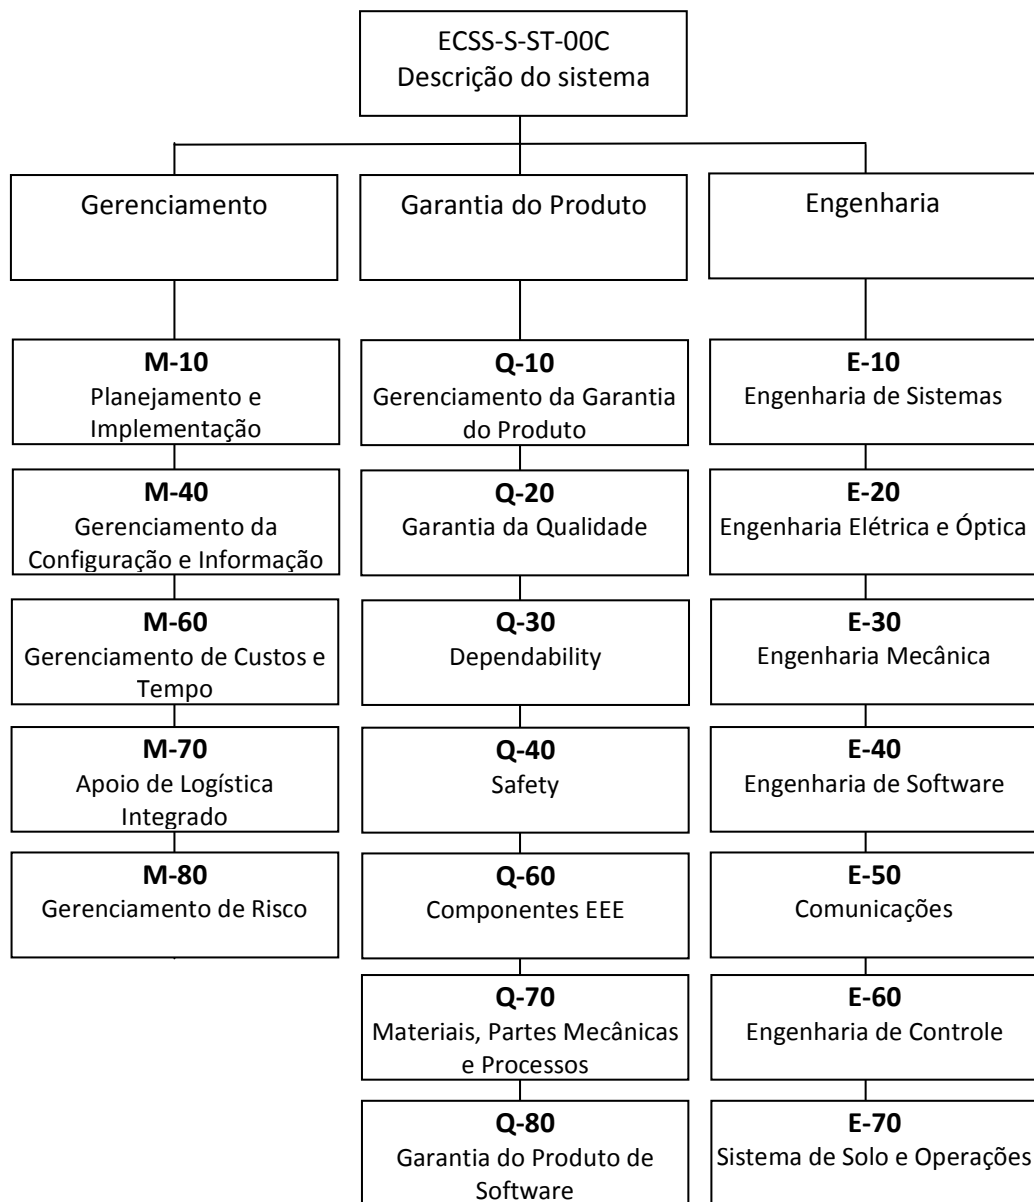 ECSS-S-ST-00C
Descrição do sistema
Gerenciamento
Garantia do Produto
Engenharia
M-10
Planejamento e
Implementação
M-40
Gerenciamento da
Configuração e Informação
M-60
Gerenciamento de Custos e
Tempo
M-70
Apoio de Logística
Integrado
M-80
Gerenciamento de Risco
Q-10
Gerenciamento da Garantia
do Produto
Q-20
Garantia da Qualidade
Q-30
Dependability
Q-40
Safety
Q-60
Componentes EEE
Q-70
Materiais, Partes Mecânicas
e Processos
Q-80
Garantia do Produto de
Software
E-10
Engenharia de Sistemas
E-20
Engenharia Elétrica e Óptica
E-30
Engenharia Mecânica
E-40
Engenharia de Software
E-50
Comunicações
E-60
Engenharia de Controle
E-70
Sistema de Solo e Operações